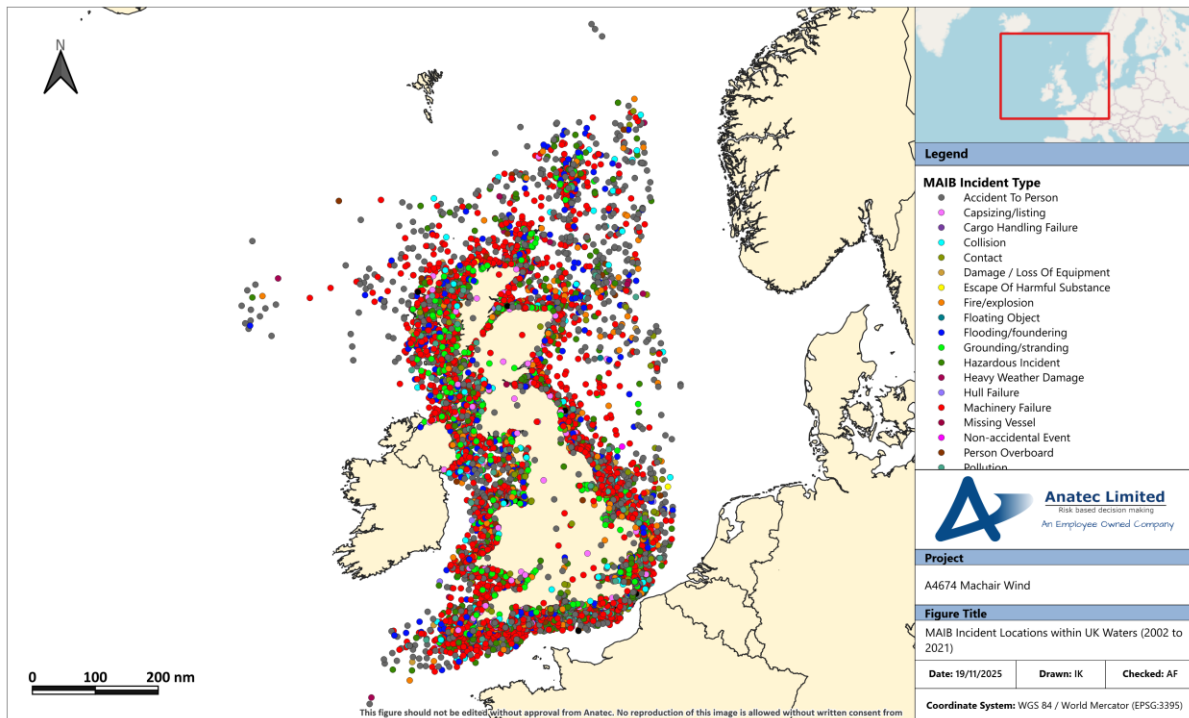 N
0 100 200 nm
This figure should not be edited without approval from Anatec. No reproduction of this image is allowed without written consent from
Legend
MAIB Incident Type
Accident To Person
Capsizing/listing
Cargo Handling Failure
Collision
Contact
Damage / Loss Of Equipment
Escape Of Harmful Substance
Fire/explosion
Floating Object
Flooding/foundering
Grounding/stranding
Hazardous Incident
Heavy Weather Damage
Hull Failure
Machinery Failure
Missing Vessel
Non-accidental Event
Person Overboard
Pollution
Anatec Limited
Risk based decision making
An Employee Owned Company
Project
A4674 Machair Wind
Figure Title
MAIB Incident Locations within UK Waters (2002 to
2021)
Date: 19/11/2025 Drawn: IK Checked: AF
Coordinate System: WGS 84 / World Mercator (EPSG:3395)